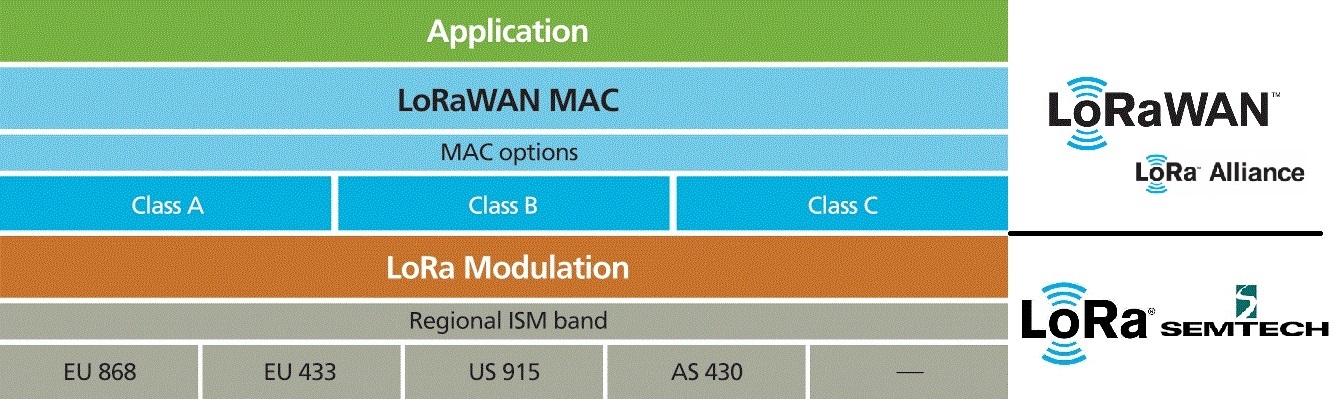 Application
LoRaWAN MAC
MAC options
Class A
Class B
Class C
LoRa Modulation
Regional ISM band
EU 868
EU 433
US 915
AS 430
—
LoRaWAN™
LoRa™ Alliance
LoRa®
SEMTECH